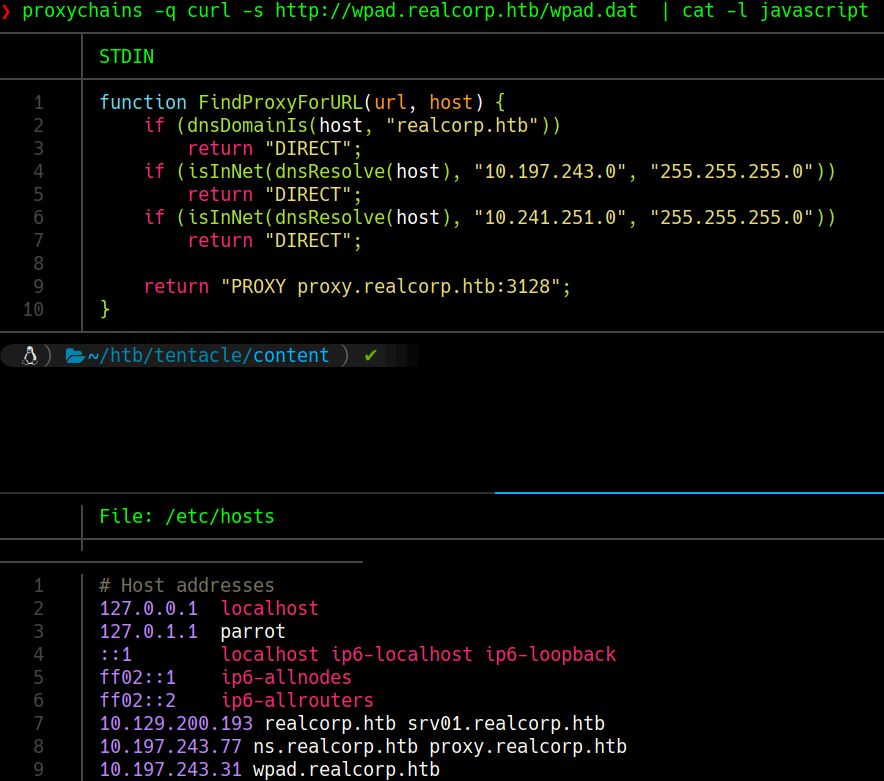 ❯ proxychains -q curl -s http://wpad.realcorp.htb/wpad.dat  | cat -l javascript
STDIN
1 function FindProxyForURL(url, host) {
2     if (dnsDomainIs(host, "realcorp.htb"))
3         return "DIRECT";
4     if (isInNet(dnsResolve(host), "10.197.243.0", "255.255.255.0"))
5         return "DIRECT";
6     if (isInNet(dnsResolve(host), "10.241.251.0", "255.255.255.0"))
7         return "DIRECT";
8
9     return "PROXY proxy.realcorp.htb:3128";
10 }
) ~/htb/tentacle/content ) ✔
File: /etc/hosts
1 # Host addresses
2 127.0.0.1  localhost
3 127.0.1.1  parrot
4 ::1        localhost ip6-localhost ip6-loopback
5 ff02::1    ip6-allnodes
6 ff02::2    ip6-allrouters
7 10.129.200.193 realcorp.htb srv01.realcorp.htb
8 10.197.243.77 ns.realcorp.htb proxy.realcorp.htb
9 10.197.243.31 wpad.realcorp.htb